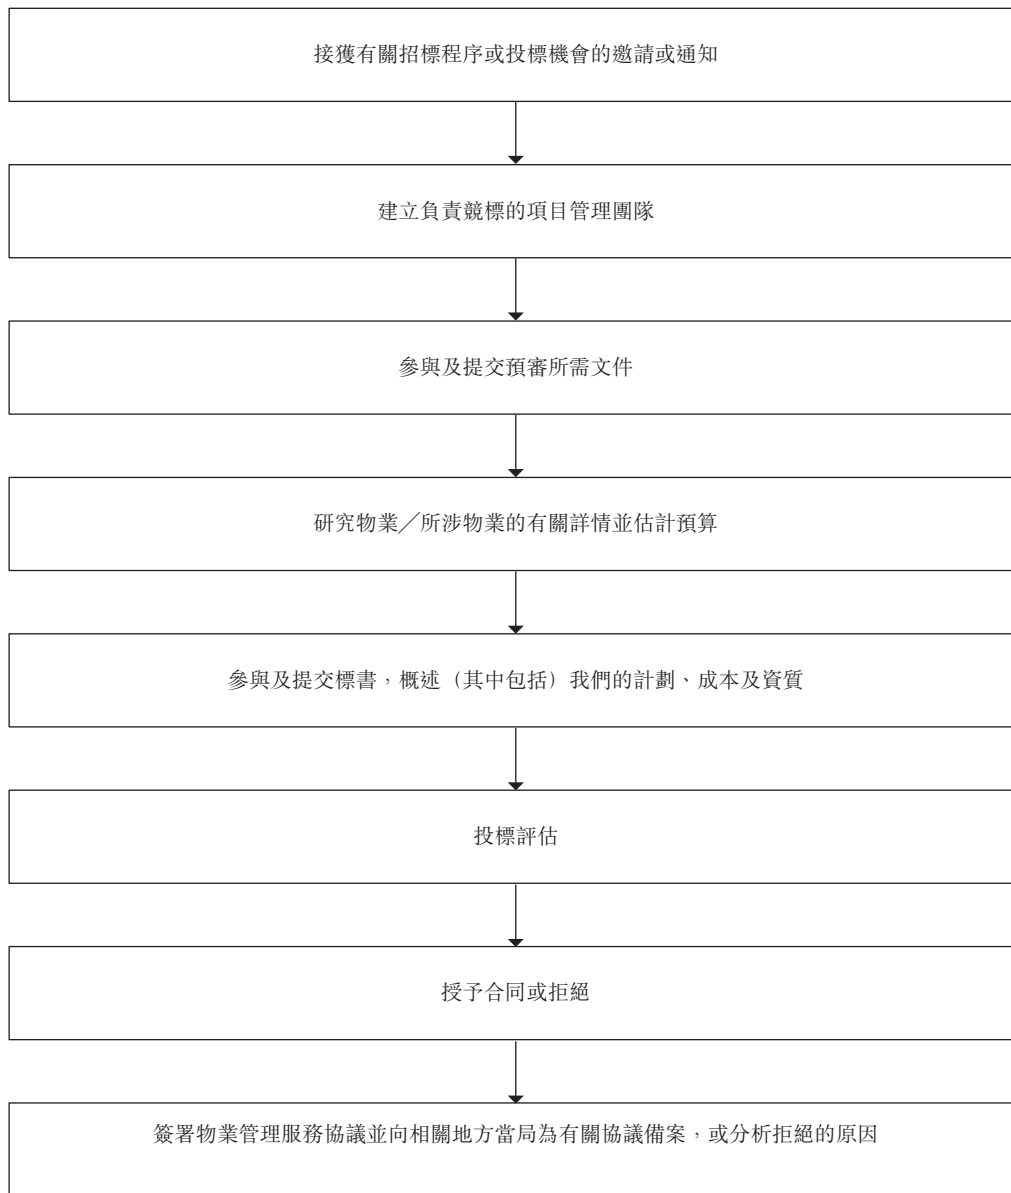 接獲有關招標程序或投標機會的邀請或通知
建立負責競標的項目管理團隊
參與及提交預審所需文件
研究物業╱所涉物業的有關詳情並估計預算
參與及提交標書，概述（其中包括）我們的計劃、成本及資質
投標評估
授予合同或拒絕
簽署物業管理服務協議並向相關地方當局為有關協議備案，或分析拒絕的原因